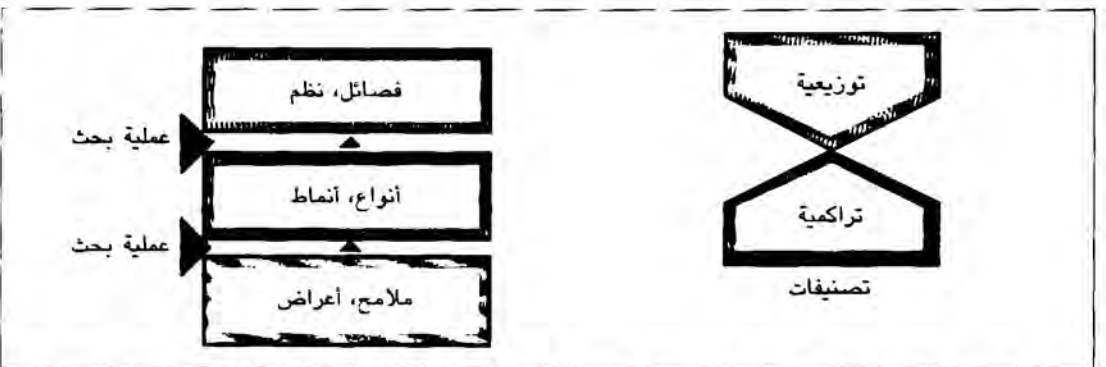 توزيعية
تراكمية
تصنيفات
فصائل، نظم
عملية بحث
أنواع، أنماط
عملية بحث
ملامح، أعراض